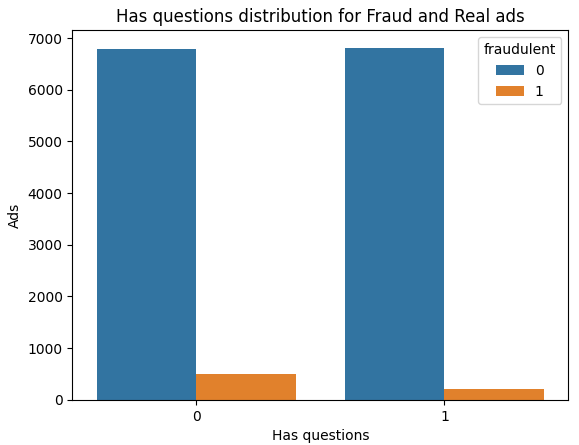 Has questions distribution for Fraud and Real ads
7000
6000
5000
4000
3000
2000
1000
0
Ads
fraudulent
0
1
0 1
Has questions